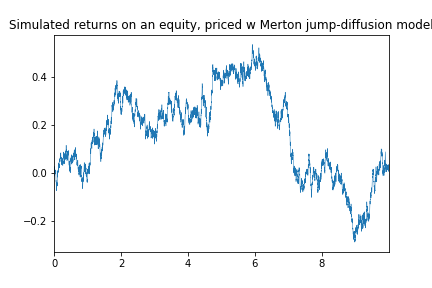 Simulated returns on an equity, priced w Merton jump-diffusion model
0.4
0.2
0.0
−0.2
0 2 4 6 8